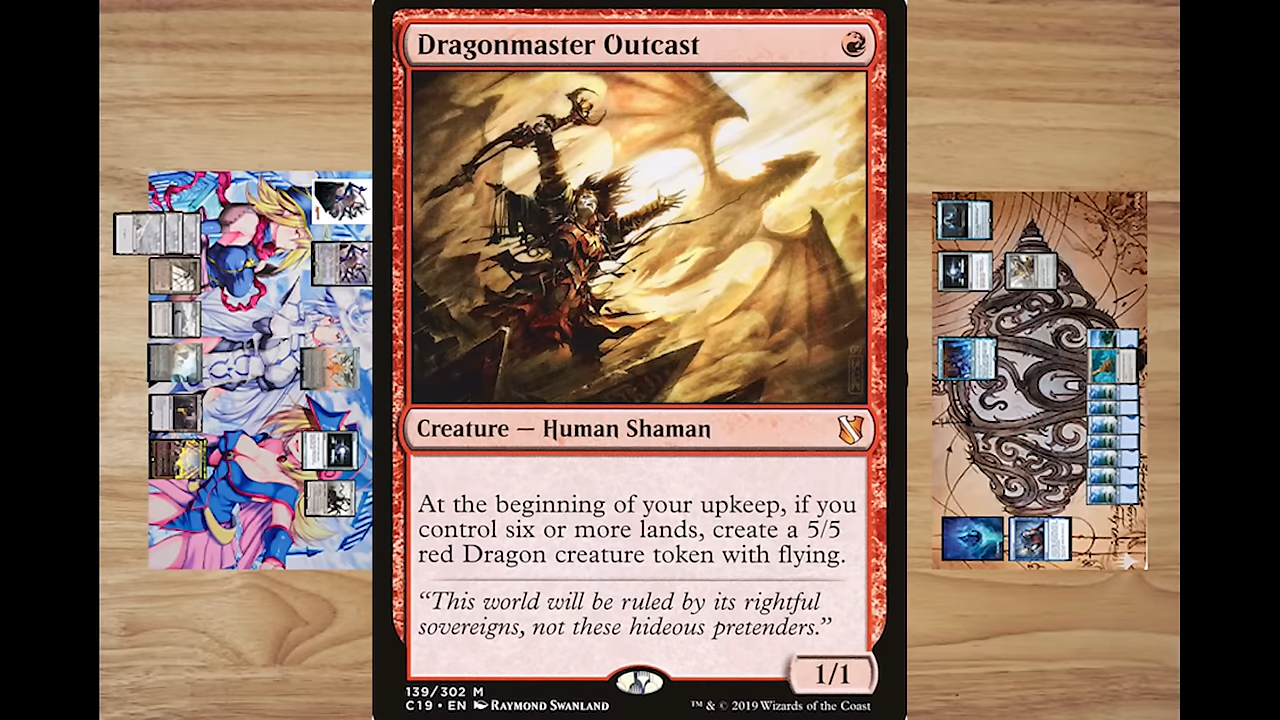 Dragonmaster Outcast
Creature — Human Shaman
At the beginning of your upkeep, if you
control six or more lands, create a 5/5
red Dragon creature token with flying.
“This world will be ruled by its rightful
sovereigns, not these hideous pretenders.”
1/1
139/302 M
C19 • EN RAYMOND SWANLAND
™ & © 2019 Wizards of the Coast